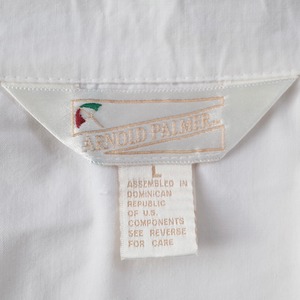 ARNOLD PALMER
L
ASSEMBLED IN
DOMINICAN
REPUBLIC
OF U.S.
COMPONENTS
SEE REVERSE
FOR CARE